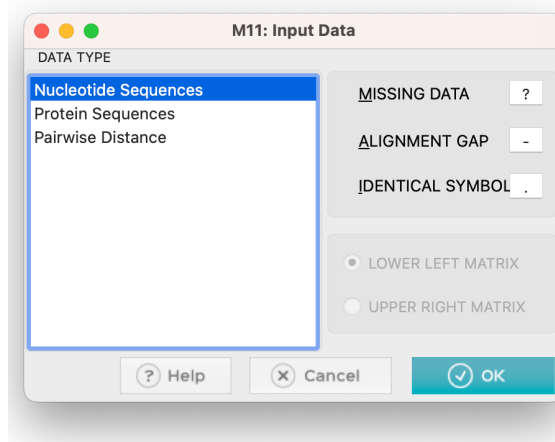 M11: Input Data
DATA TYPE
Nucleotide Sequences
Protein Sequences
Pairwise Distance
MISSING DATA ?
ALIGNMENT GAP -
IDENTICAL SYMBOL .
LOWER LEFT MATRIX
UPPER RIGHT MATRIX
? Help
Cancel
OK